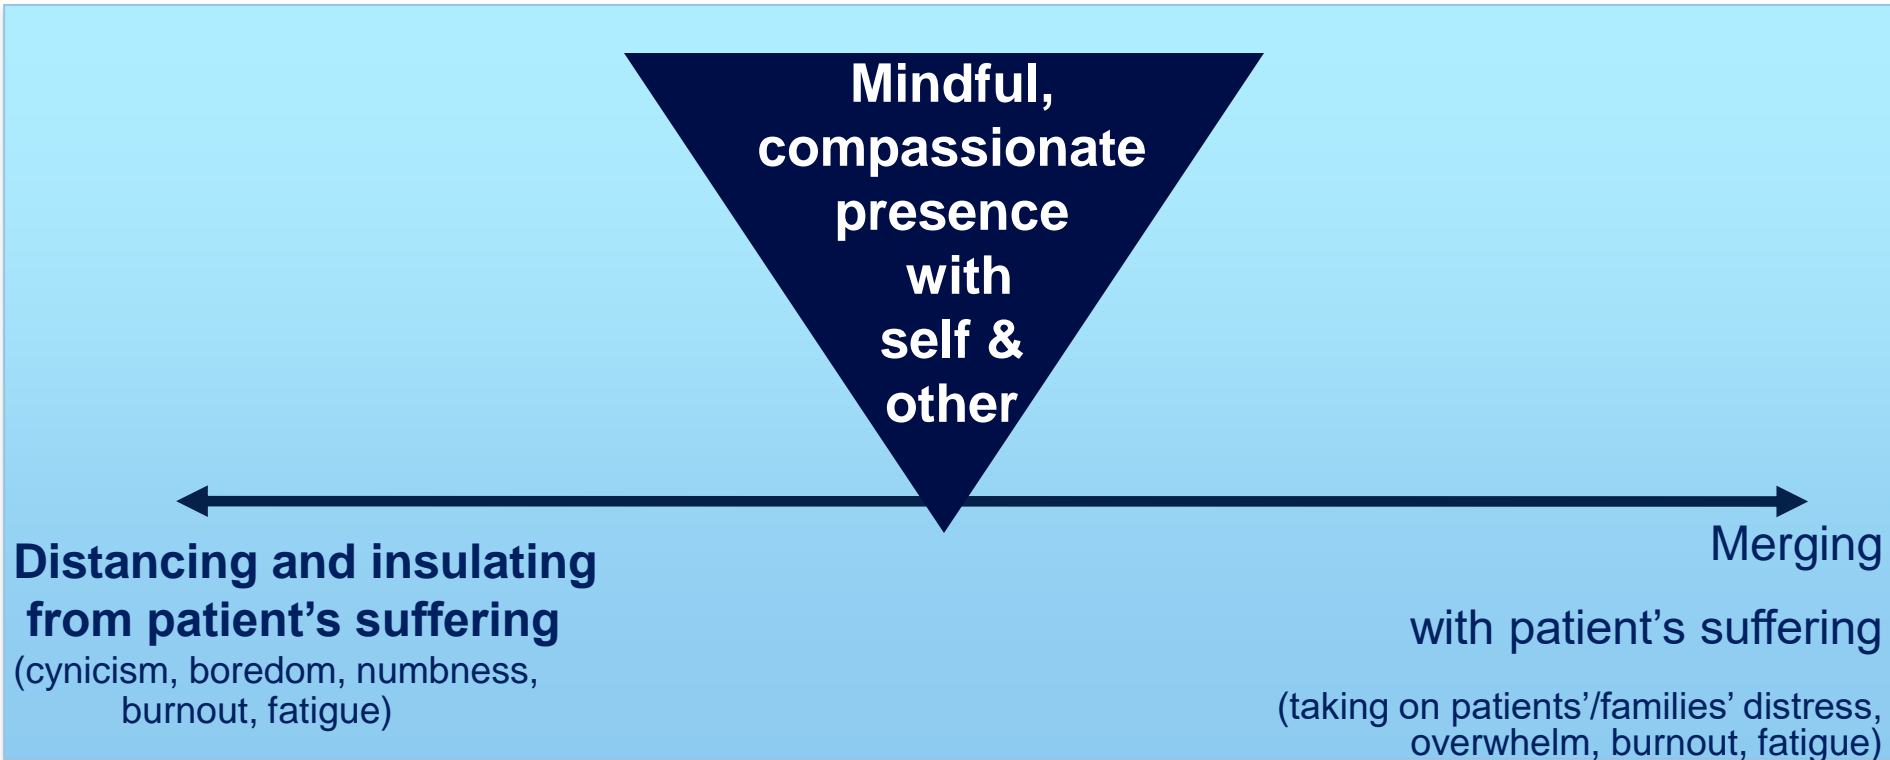 Mindful,
compassionate
presence
with
self &
other
Distancing and insulating
from patient’s suffering
(cynicism, boredom, numbness,
burnout, fatigue)
Merging
with patient’s suffering
(taking on patients’/families’ distress,
overwhelm, burnout, fatigue)